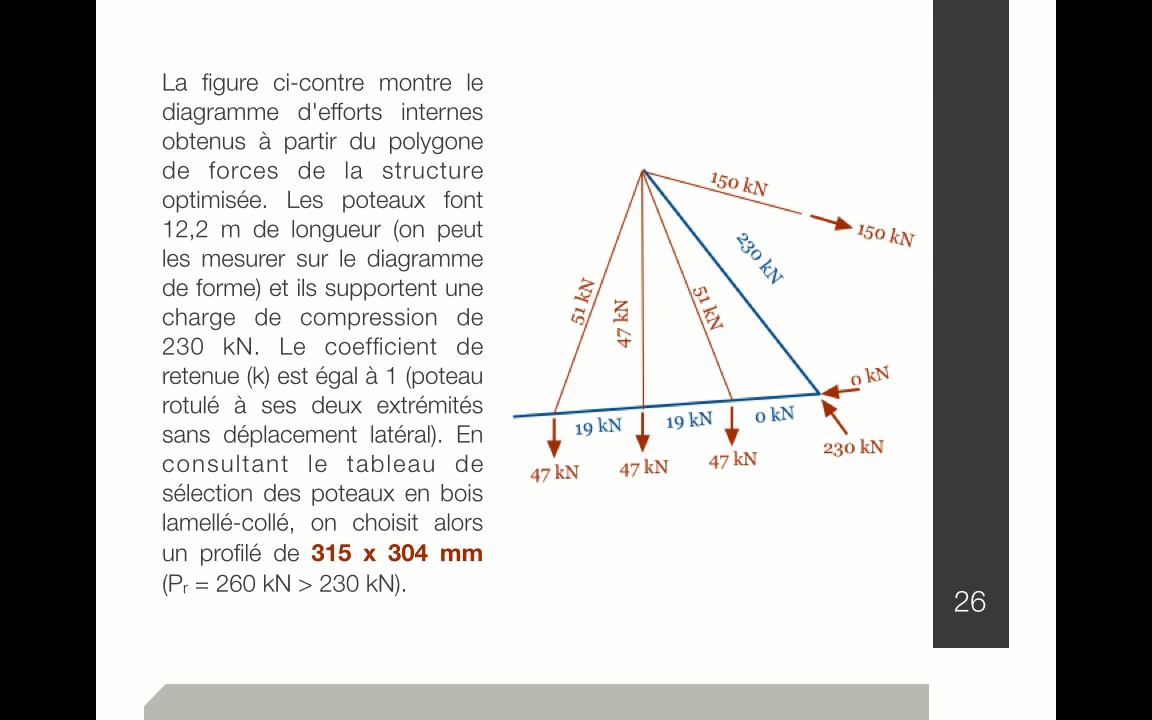 La figure ci-contre montre le
diagramme d'efforts internes
obtenus à partir du polygone
de forces de la structure
optimisée. Les poteaux font
12,2 m de longueur (on peut
les mesurer sur le diagramme
de forme) et ils supportent une
charge de compression de
230 kN. Le coefficient de
retenue (k) est égal à 1 (poteau
rotulé à ses deux extrémités
sans déplacement latéral). En
consultant le tableau de
sélection des poteaux en bois
lamellé-collé, on choisit alors
un profilé de 315 x 304 mm
(Pr = 260 kN > 230 kN).
150 kN
150 kN
230 kN
51 kN
47 kN
51 kN
0 kN
19 kN
19 kN
0 kN
230 kN
47 kN
47 kN
47 kN
26